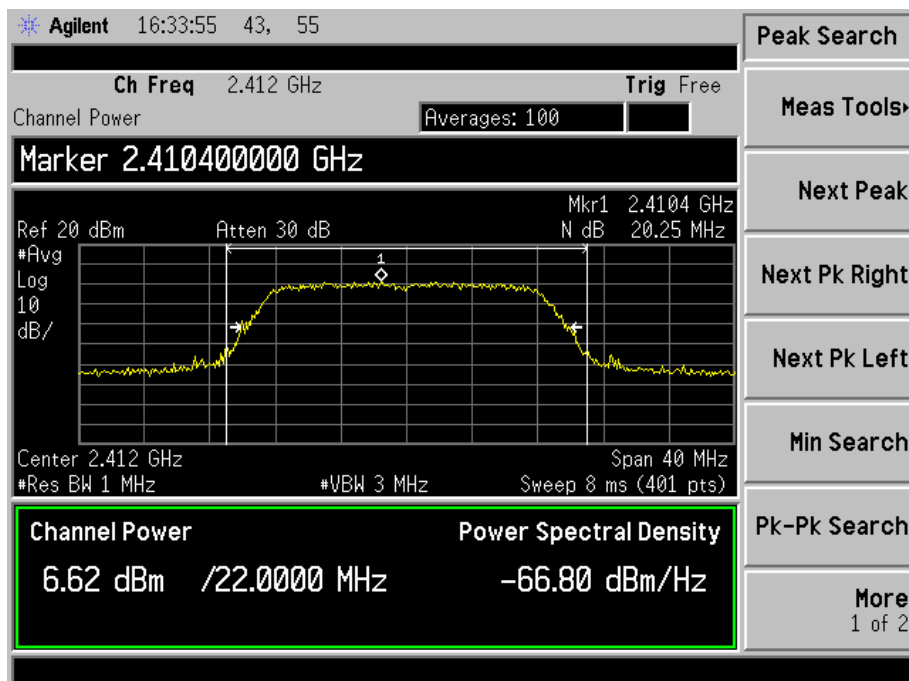 Agilent 16:33:55 43, 55
Peak Search
Ch Freq 2.412 GHz Trig Free
Channel Power Averages: 100
Meas Tools▸
Marker 2.410400000 GHz
Next Peak
Mkr1 2.4104 GHz
Ref 20 dBm Atten 30 dB N dB 20.25 MHz
#Avg
Log
10
dB/
1
Next Pk Right
Next Pk Left
Center 2.412 GHz Span 40 MHz
#Res BW 1 MHz #VBW 3 MHz Sweep 8 ms (401 pts)
Min Search
Channel Power Power Spectral Density
6.62 dBm /22.0000 MHz -66.80 dBm/Hz
Pk-Pk Search
More
1 of 2